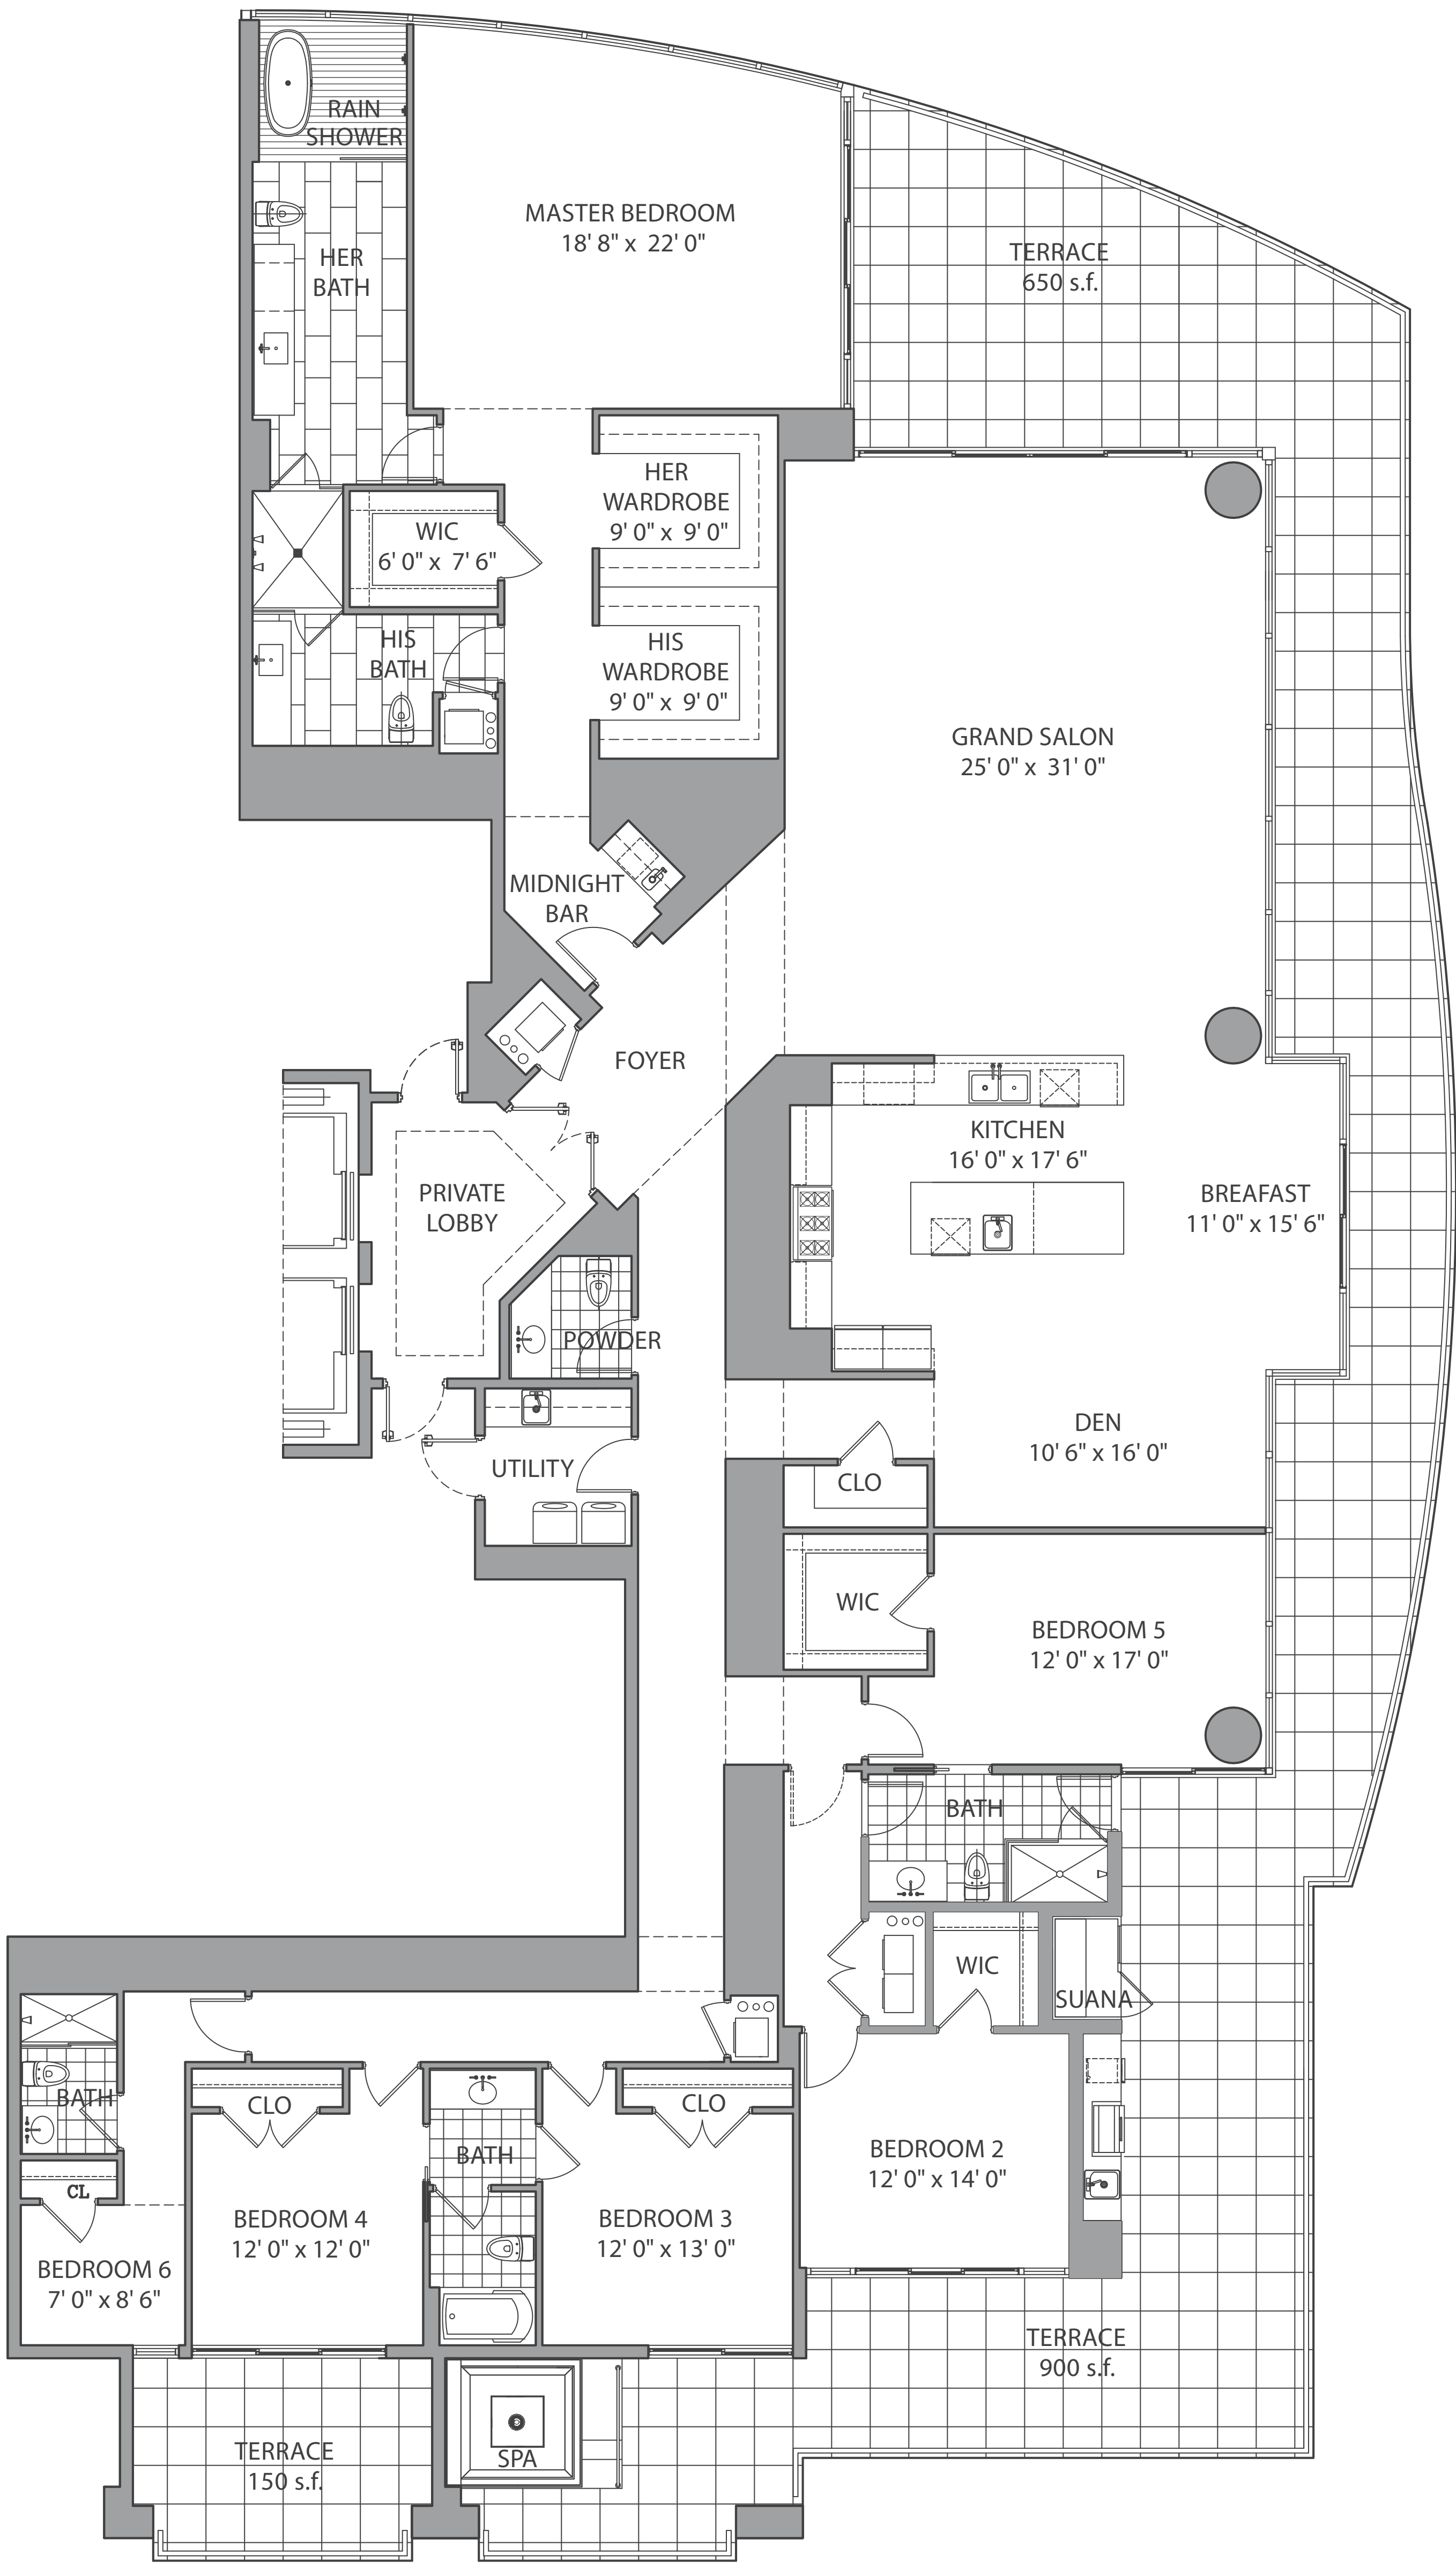 RAIN
SHOWER
MASTER BEDROOM
18' 8" x 22' 0"
TERRACE
650 s.f.
HER
BATH
HER
WARDROBE
9' 0" x 9' 0"
WIC
6' 0" x 7' 6"
HIS
BATH
HIS
WARDROBE
9' 0" x 9' 0"
GRAND SALON
25' 0" x 31' 0"
MIDNIGHT
BAR
FOYER
KITCHEN
16' 0" x 17' 6"
PRIVATE
LOBBY
BREAFAST
11' 0" x 15' 6"
POWDER
DEN
10' 6" x 16' 0"
UTILITY
CLO
WIC
BEDROOM 5
12' 0" x 17' 0"
BATH
WIC
SUANA
BATH
CLO
CLO
BATH
BEDROOM 2
12' 0" x 14' 0"
CL
BEDROOM 4
12' 0" x 12' 0"
BEDROOM 3
12' 0" x 13' 0"
BEDROOM 6
7' 0" x 8' 6"
TERRACE
900 s.f.
TERRACE
150 s.f.
SPA